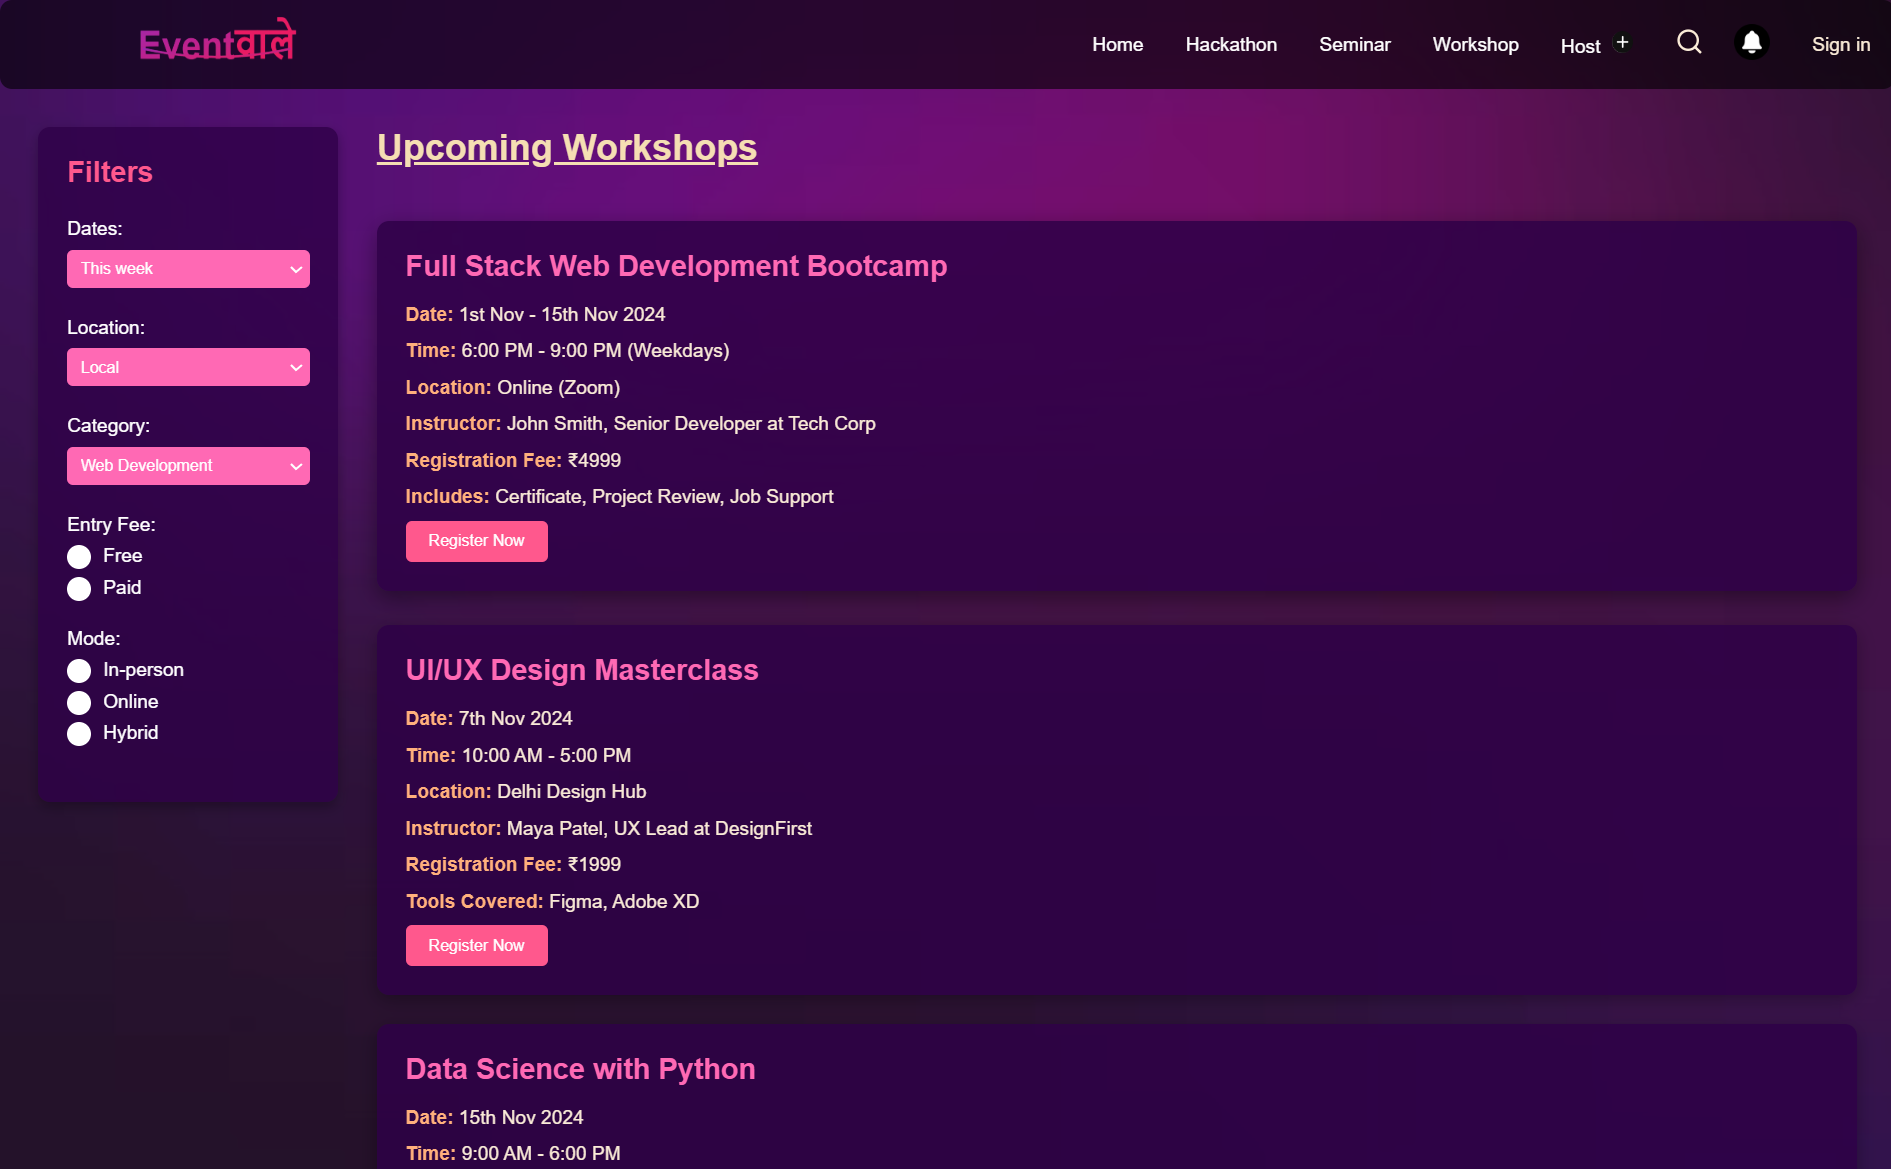 Eventवाले
Home Hackathon Seminar Workshop Host + Sign in
Filters
Dates:
This week
Location:
Local
Category:
Web Development
Entry Fee:
Free
Paid
Mode:
In-person
Online
Hybrid
Upcoming Workshops
Full Stack Web Development Bootcamp
Date: 1st Nov - 15th Nov 2024
Time: 6:00 PM - 9:00 PM (Weekdays)
Location: Online (Zoom)
Instructor: John Smith, Senior Developer at Tech Corp
Registration Fee: ₹4999
Includes: Certificate, Project Review, Job Support
Register Now
UI/UX Design Masterclass
Date: 7th Nov 2024
Time: 10:00 AM - 5:00 PM
Location: Delhi Design Hub
Instructor: Maya Patel, UX Lead at DesignFirst
Registration Fee: ₹1999
Tools Covered: Figma, Adobe XD
Register Now
Data Science with Python
Date: 15th Nov 2024
Time: 9:00 AM - 6:00 PM